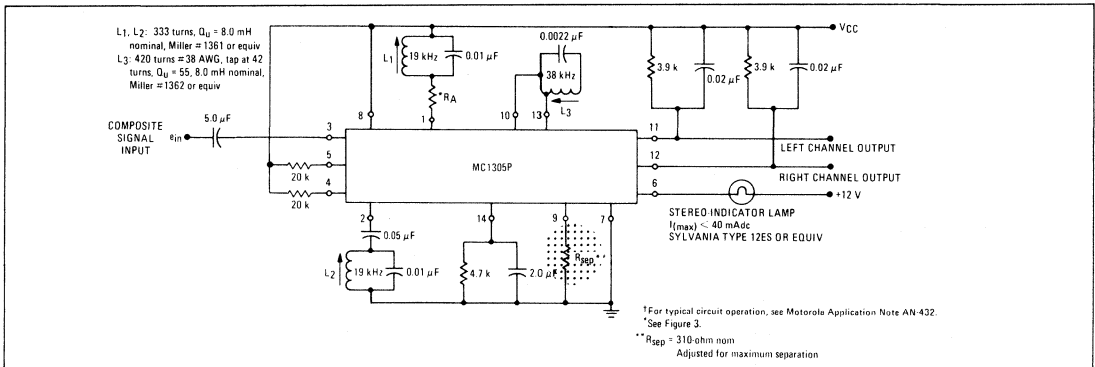 L1, L2: 333 turns, Qu = 8.0 mH
nominal, Miller #1361 or equiv
L3: 420 turns #38 AWG, tap at 42
turns, Qu = 55, 8.0 mH nominal,
Miller #1362 or equiv
VCC
0.0022 µF
L1
19 kHz
0.01 µF
38 kHz
3.9 k
0.02 µF
3.9 k
0.02 µF
*RA
L3
8
1
10
13
COMPOSITE
SIGNAL
INPUT
ein
5.0 µF
3
11
LEFT CHANNEL OUTPUT
5
MC1305P
12
RIGHT CHANNEL OUTPUT
20 k
4
6
+12 V
20 k
2
14
9
7
STEREO-INDICATOR LAMP
I(max) < 40 mAdc
SYLVANIA TYPE 12ES OR EQUIV
0.05 µF
L2
19 kHz
0.01 µF
4.7 k
2.0 µF
Rsep**
†For typical circuit operation, see Motorola Application Note AN-432.
*See Figure 3.
**Rsep = 310-ohm nom
Adjusted for maximum separation